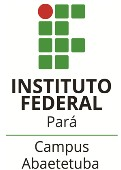 INSTITUTO
FEDERAL
Pará
Campus
Abaetetuba